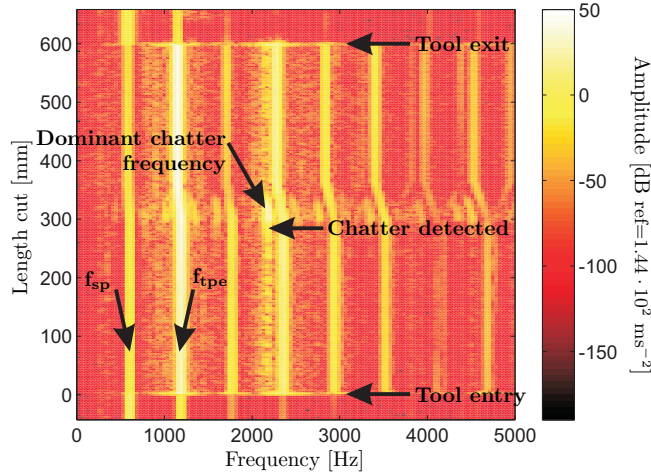 Tool exit
Dominant chatter
frequency
Chatter detected
f_sp
f_tpe
Tool entry
600
500
400
300
200
100
0
Length cut [mm]
0
1000
2000
3000
4000
5000
Frequency [Hz]
50
0
-50
-100
-150
Amplitude [dB ref=1.44 · 10² ms⁻²]